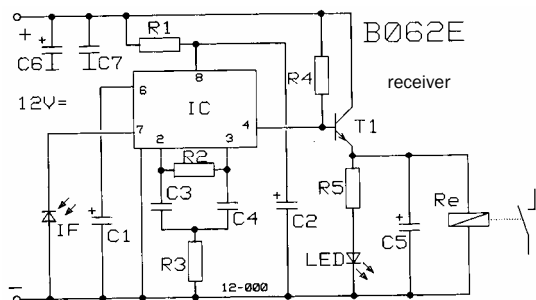 R1
B062E
+
+
C6
C7
8
R4
receiver
6
IC
12V=
4
T1
7
2
3
R2
C3
R5
+
+
+
Re
IF
C1
C4
C2
C5
R3
LED
12-000
−